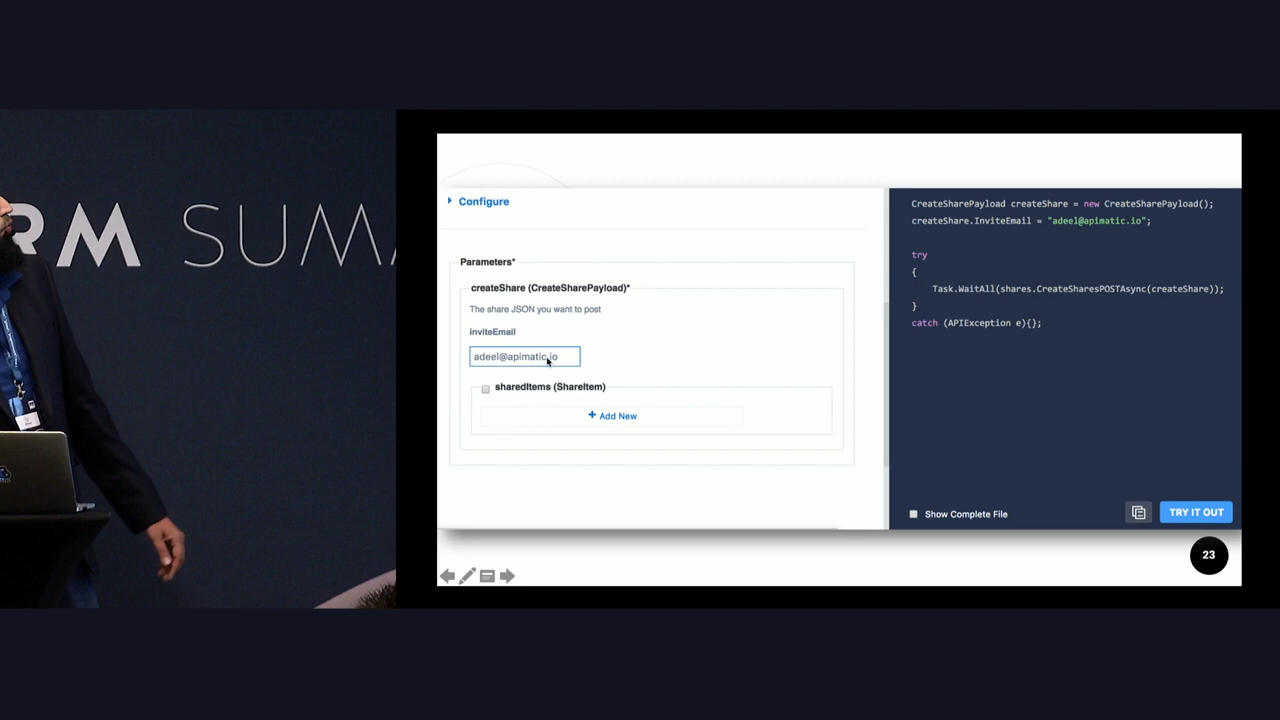 RM SUMA
Configure
Parameters*
createShare (CreateSharePayload)*
The share JSON you want to post
inviteEmail
adeel@apimatic.io
sharedItems (ShareItem)
+ Add New
CreateSharePayload createShare = new CreateSharePayload();
createShare.InviteEmail = "adeel@apimatic.io";
try
{
Task.WaitAll(shares.CreateSharesPOSTAsync(createShare));
}
catch (APIException e){};
Show Complete File
TRY IT OUT
23